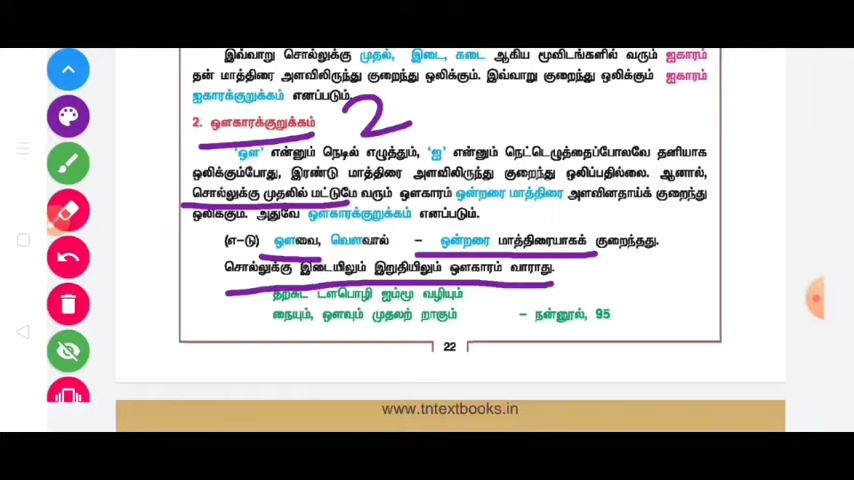 இவ்வாறு சொல்லுக்கு முதல், இடை, கடை ஆகிய மூவிடங்களில் வரும் ஐகாரம்
தன் மாத்திரை அளவிலிருந்து குறைந்து ஒலிக்கும். இவ்வாறு குறைந்து ஒலிக்கும் ஐகாரம்
ஐகாரக்குறுக்கம் எனப்படும்.
2
2. ஔகாரக்குறுக்கம்
'ஔ' என்னும் நெடில் எழுத்தும், 'ஐ' என்னும் நெட்டெழுத்தைப்போலவே தனியாக
ஒலிக்கும்போது, இரண்டு மாத்திரை அளவிலிருந்து குறைந்து ஒலிப்பதில்லை. ஆனால்,
சொல்லுக்கு முதலில் மட்டுமே வரும் ஔகாரம் ஒன்றரை மாத்திரை அளவினதாய்க் குறைந்து
ஒலிக்கும். அதுவே ஔகாரக்குறுக்கம் எனப்படும்.
(எ-டு) ஔவை, வௌவால் – ஒன்றரை மாத்திரையாகக் குறைந்தது.
சொல்லுக்கு இடையிலும் இறுதியிலும் ஔகாரம் வாராது.
தற்சுட் டளபொழி ஐம்மூ வழியும்
நையும், ஔவும் முதலற் றாகும் – நன்னூல், 95
22
www.tntextbooks.in